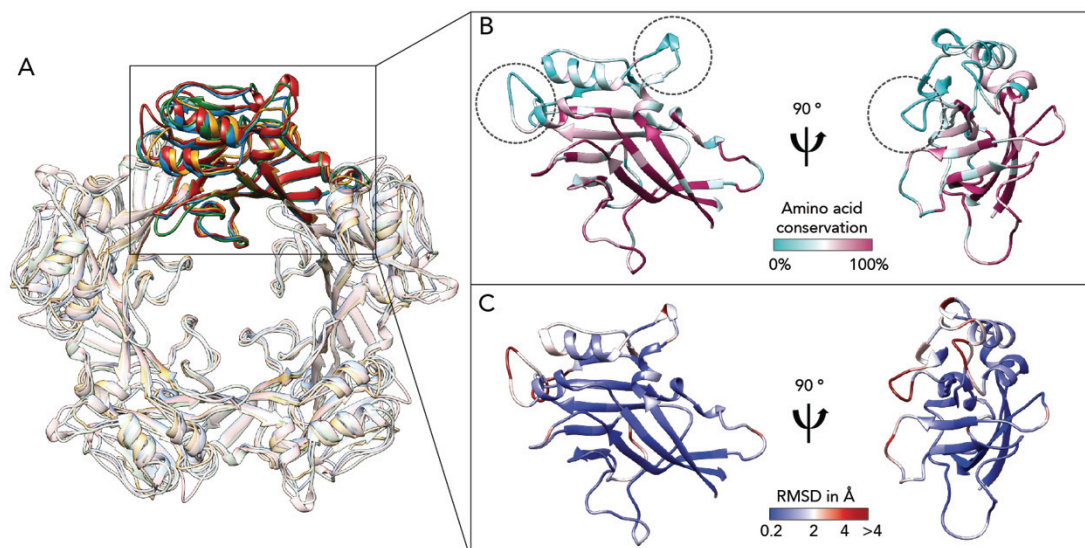 A
B
90 °
Amino acid
conservation
0% 100%
C
90 °
RMSD in Å
0.2 2 4 >4